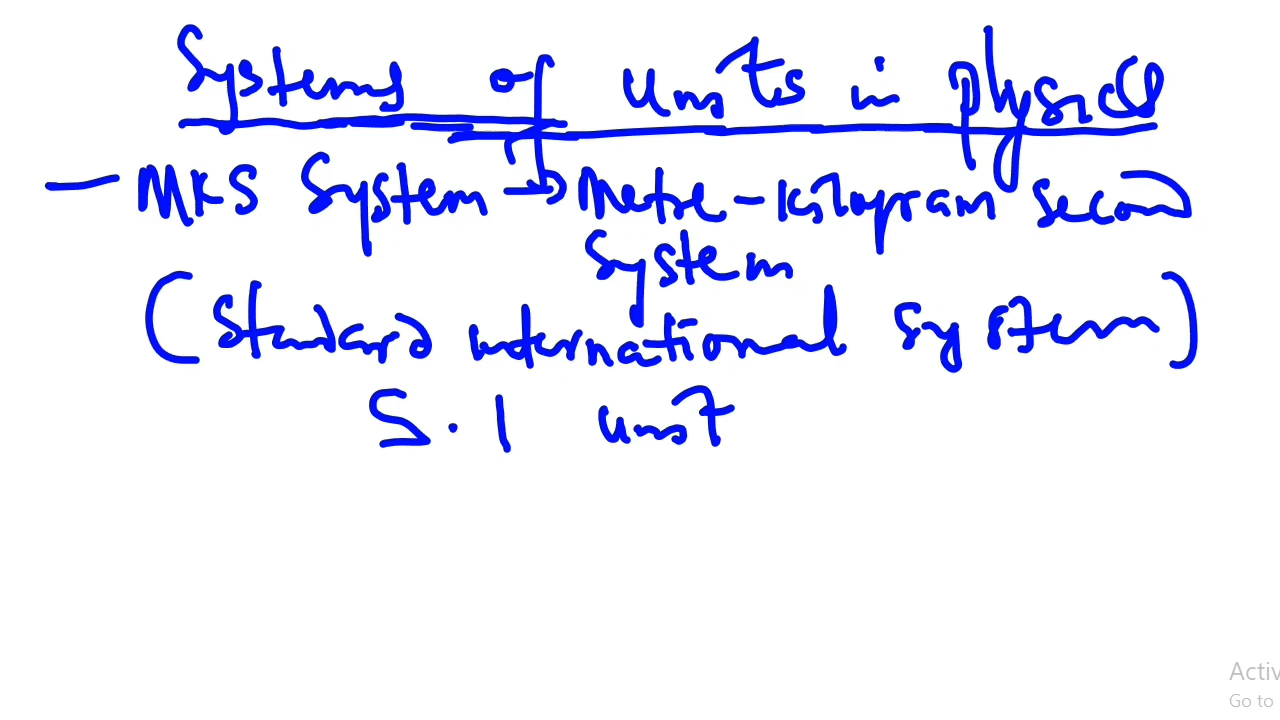 Systems of units in physics
— MKS System → Metre-kilogram second
system
(Standard international system)
S.I unit
Activ
Go to